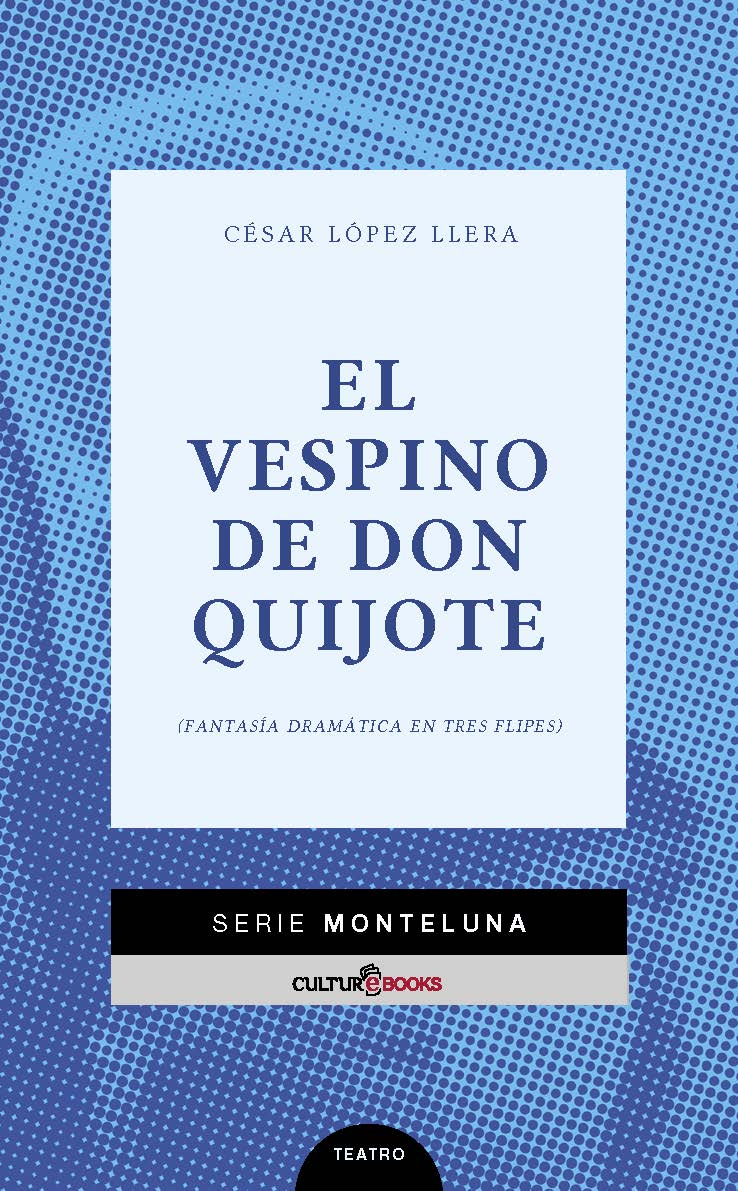 CÉSAR LÓPEZ LLERA
EL
VESPINO
DE DON
QUIJOTE
(FANTASÍA DRAMÁTICA EN TRES FLIPES)
SERIE MONTELUNA
CULTUREBOOKS
TEATRO